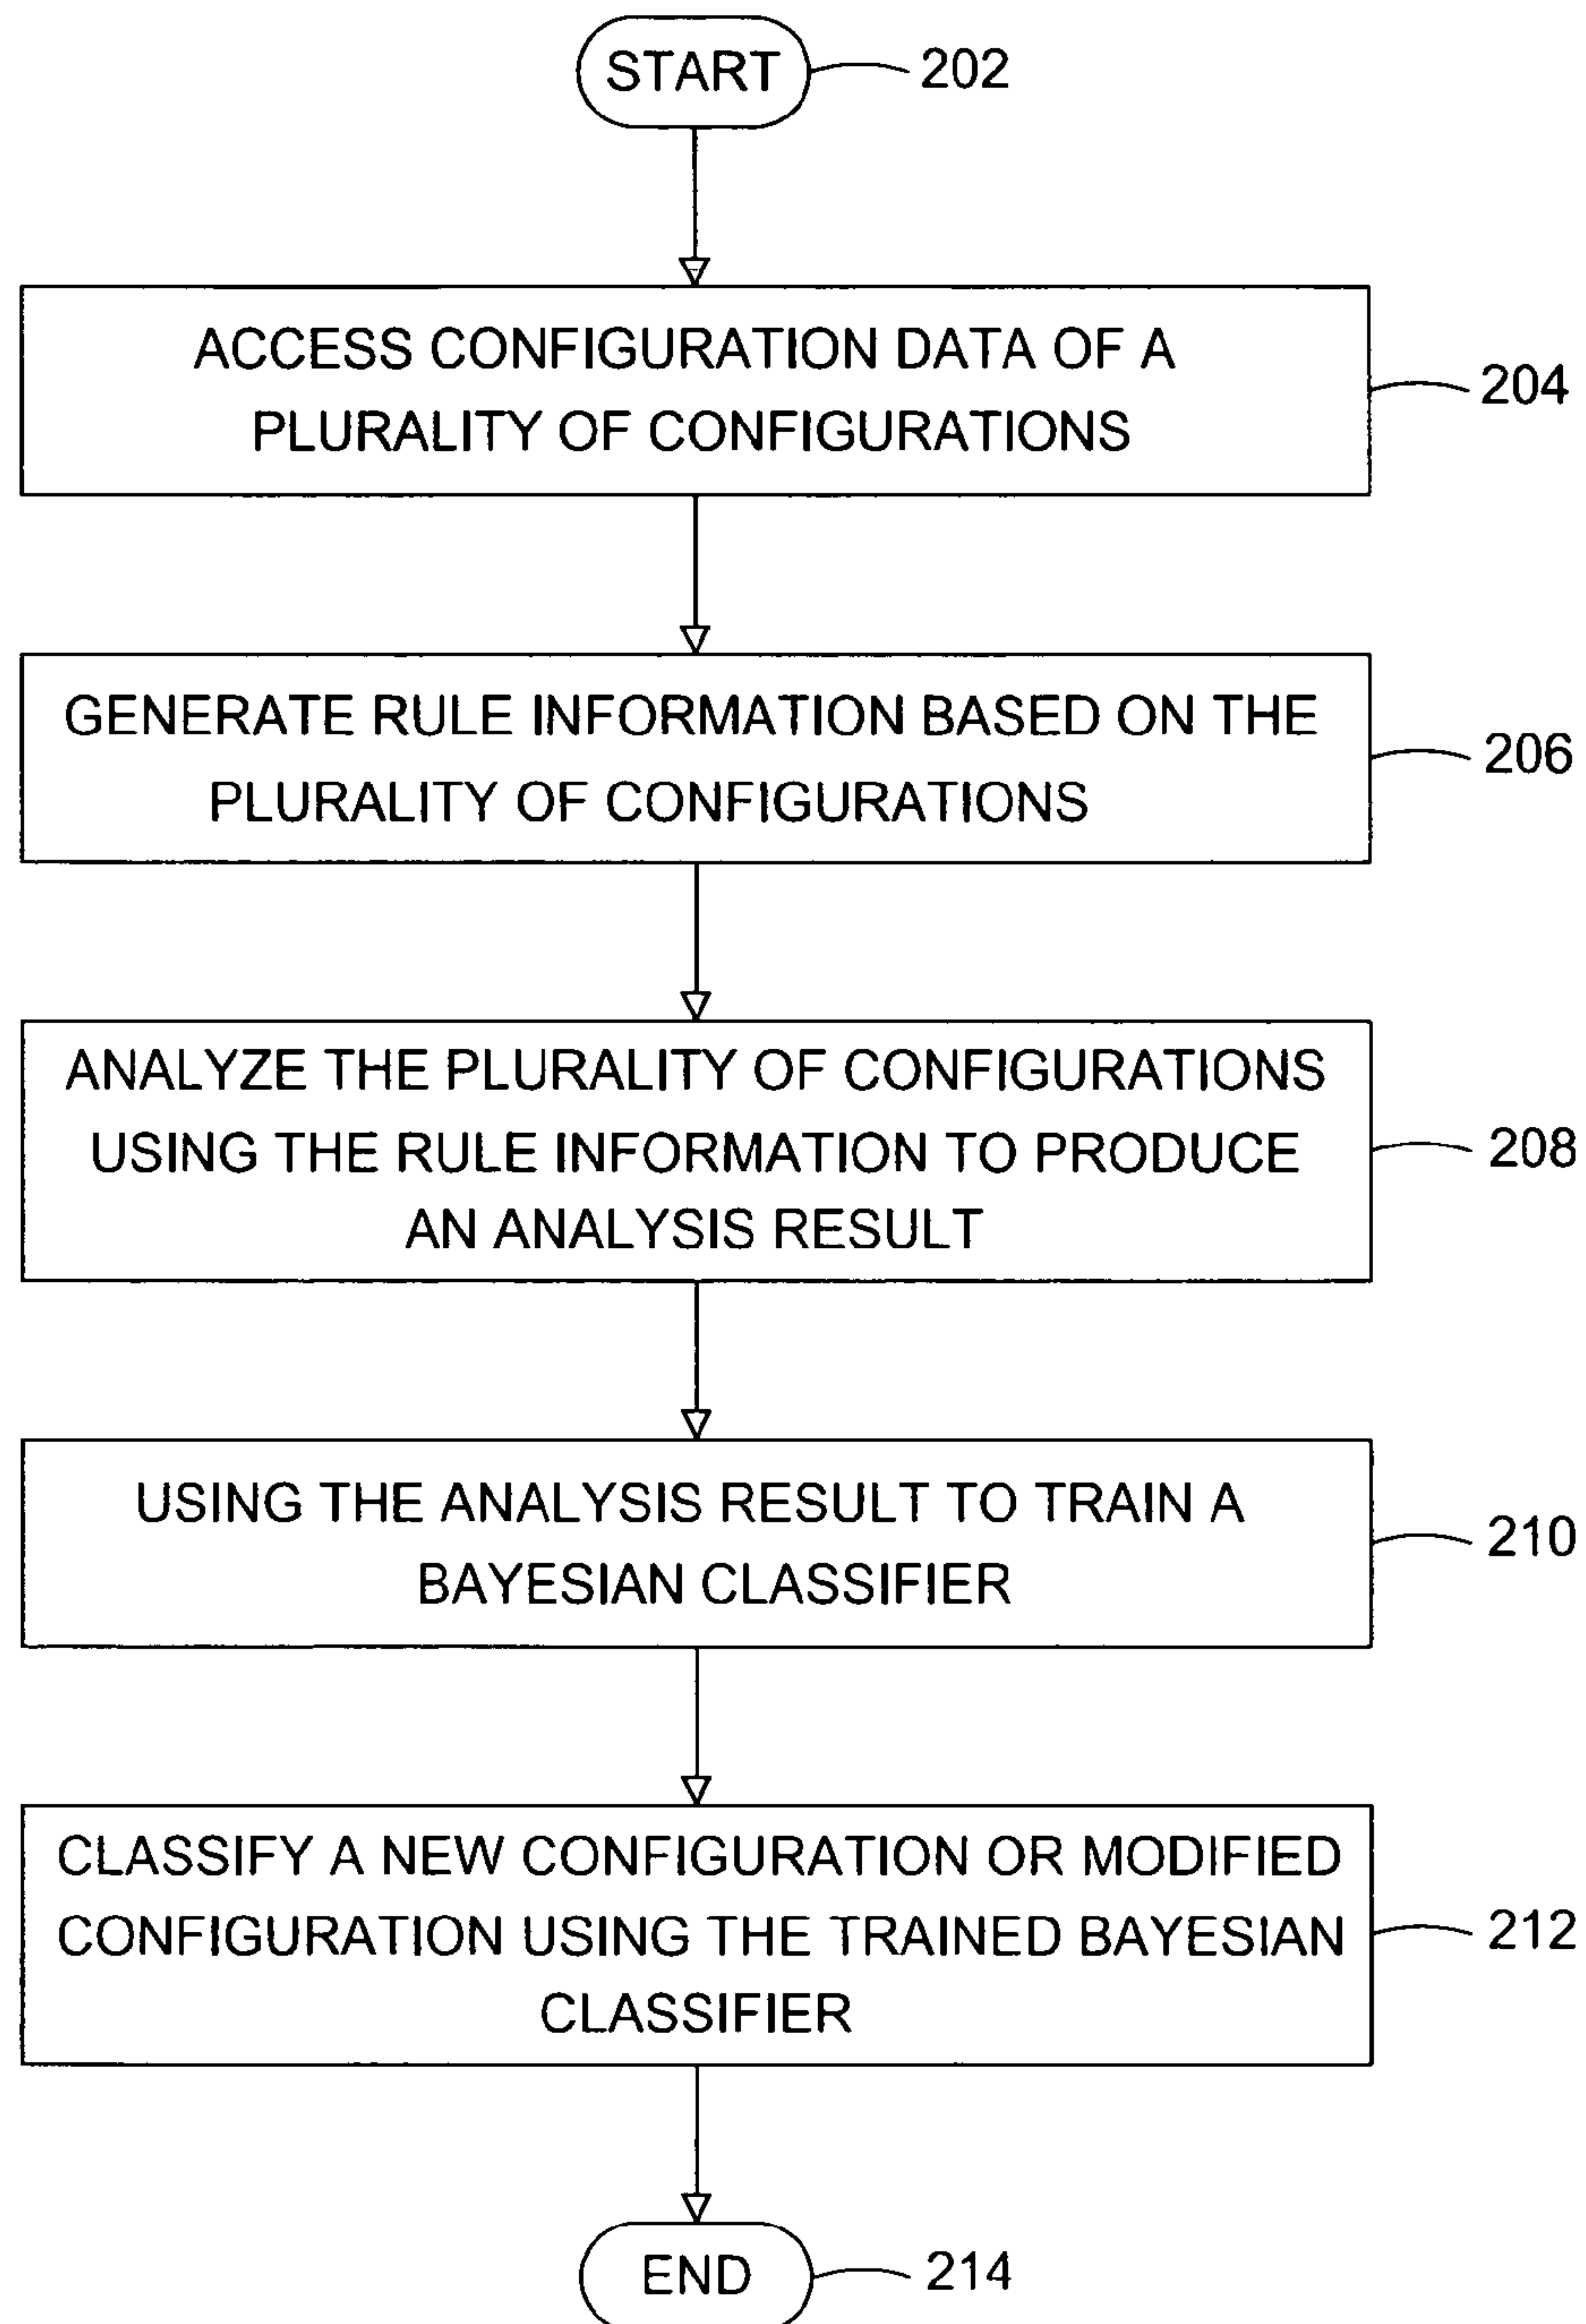 START
202
ACCESS CONFIGURATION DATA OF A
PLURALITY OF CONFIGURATIONS
204
GENERATE RULE INFORMATION BASED ON THE
PLURALITY OF CONFIGURATIONS
206
ANALYZE THE PLURALITY OF CONFIGURATIONS
USING THE RULE INFORMATION TO PRODUCE
AN ANALYSIS RESULT
208
USING THE ANALYSIS RESULT TO TRAIN A
BAYESIAN CLASSIFIER
210
CLASSIFY A NEW CONFIGURATION OR MODIFIED
CONFIGURATION USING THE TRAINED BAYESIAN
CLASSIFIER
212
END
214